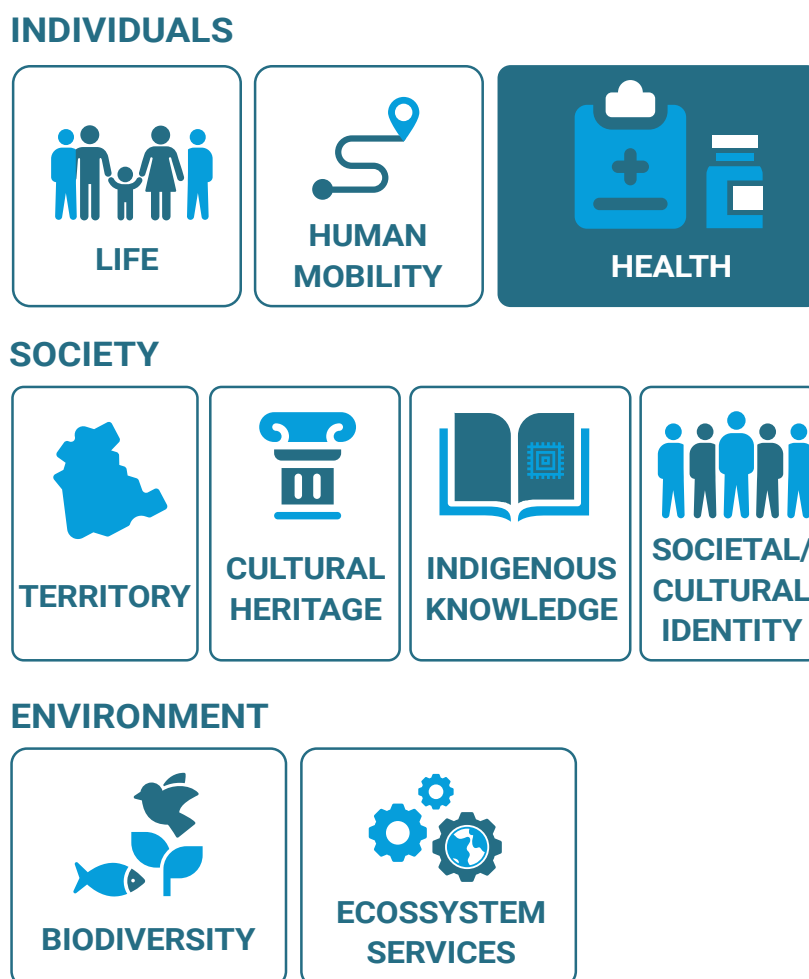 INDIVIDUALS
LIFE
HUMAN
MOBILITY
HEALTH
SOCIETY
TERRITORY
CULTURAL
HERITAGE
INDIGENOUS
KNOWLEDGE
SOCIETAL/
CULTURAL
IDENTITY
ENVIRONMENT
BIODIVERSITY
ECOSSYSTEM
SERVICES